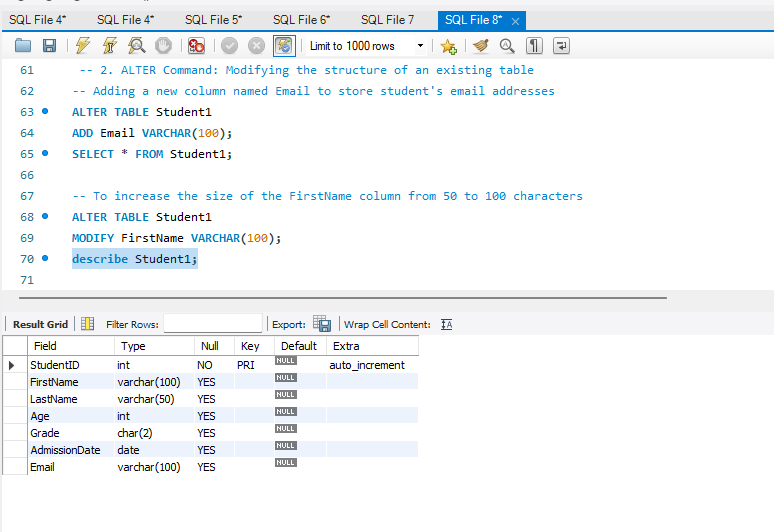 SQL File 4* SQL File 4* SQL File 5* SQL File 6* SQL File 7 SQL File 8* ×
Limit to 1000 rows
61 -- 2. ALTER Command: Modifying the structure of an existing table
62 -- Adding a new column named Email to store student's email addresses
63 ALTER TABLE Student1
64 ADD Email VARCHAR(100);
65 SELECT * FROM Student1;
66
67 -- To increase the size of the FirstName column from 50 to 100 characters
68 ALTER TABLE Student1
69 MODIFY FirstName VARCHAR(100);
70 describe Student1;
71
Result Grid Filter Rows: Export: Wrap Cell Content: IA
Field Type Null Key Default Extra
StudentID int NO PRI NULL auto_increment
FirstName varchar(100) YES NULL
LastName varchar(50) YES NULL
Age int YES NULL
Grade char(2) YES NULL
AdmissionDate date YES NULL
Email varchar(100) YES NULL